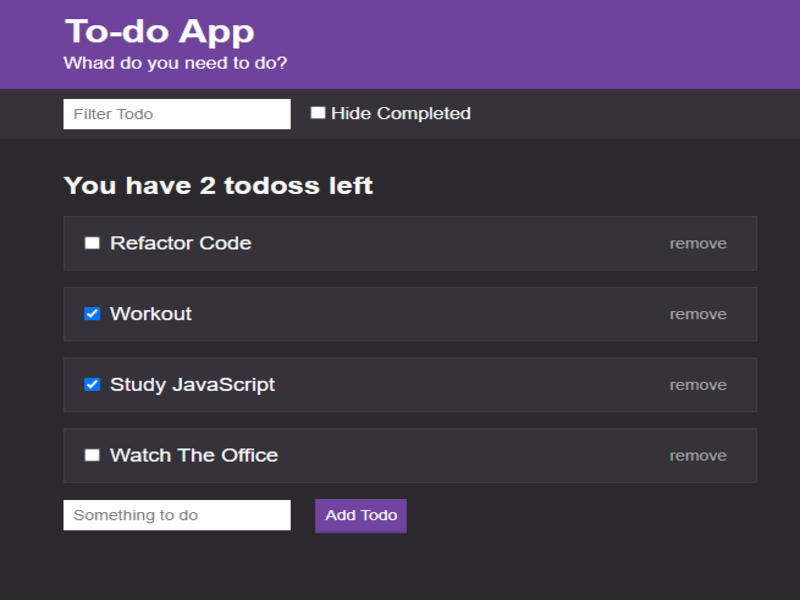 To-do App
Whad do you need to do?
Filter Todo Hide Completed
You have 2 todoss left
Refactor Code remove
Workout remove
Study JavaScript remove
Watch The Office remove
Something to do Add Todo